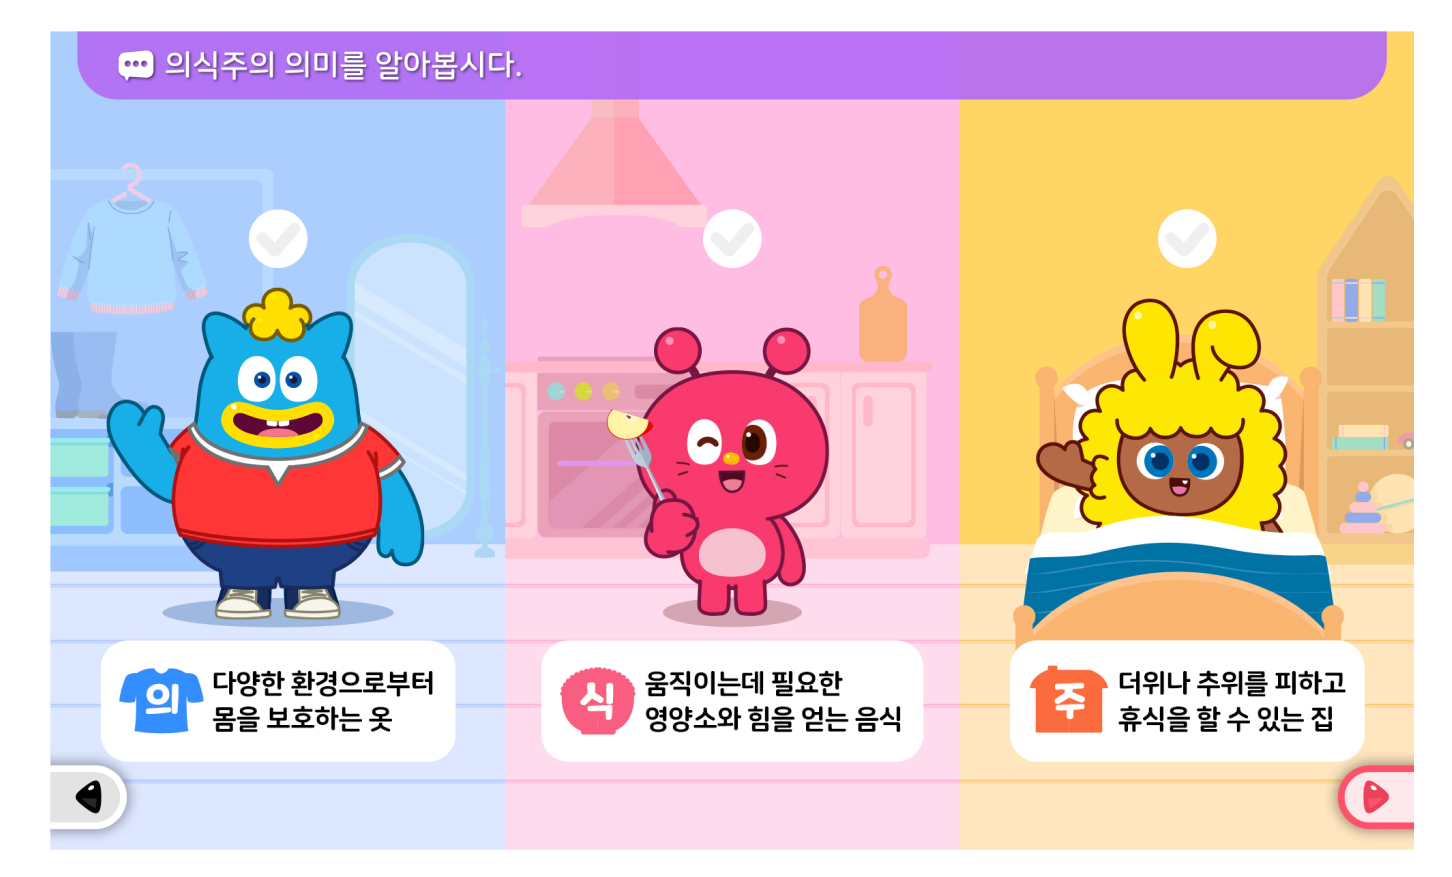 의식주의 의미를 알아봅시다.
의
다양한 환경으로부터
몸을 보호하는 옷
식
움직이는데 필요한
영양소와 힘을 얻는 음식
주
더위나 추위를 피하고
휴식을 할 수 있는 집